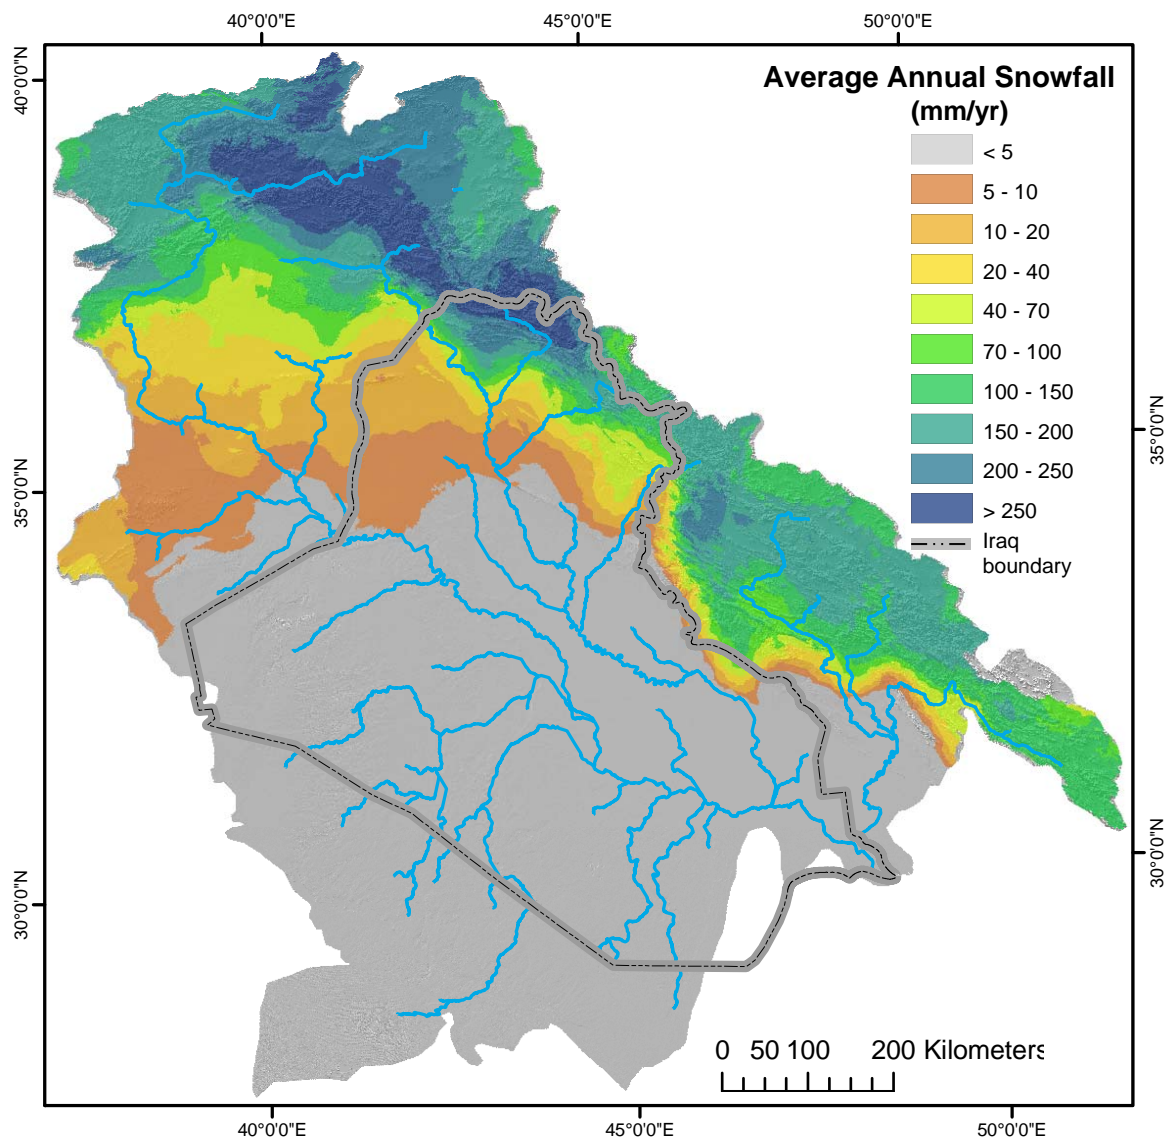 40°0'0"E
45°0'0"E
50°0'0"E
40°0'0"N
35°0'0"N
30°0'0"N
35°0'0"N
30°0'0"N
Average Annual Snowfall
(mm/yr)
< 5
5 - 10
10 - 20
20 - 40
40 - 70
70 - 100
100 - 150
150 - 200
200 - 250
> 250
Iraq
boundary
0 50 100 200 Kilometers
40°0'0"E
45°0'0"E
50°0'0"E